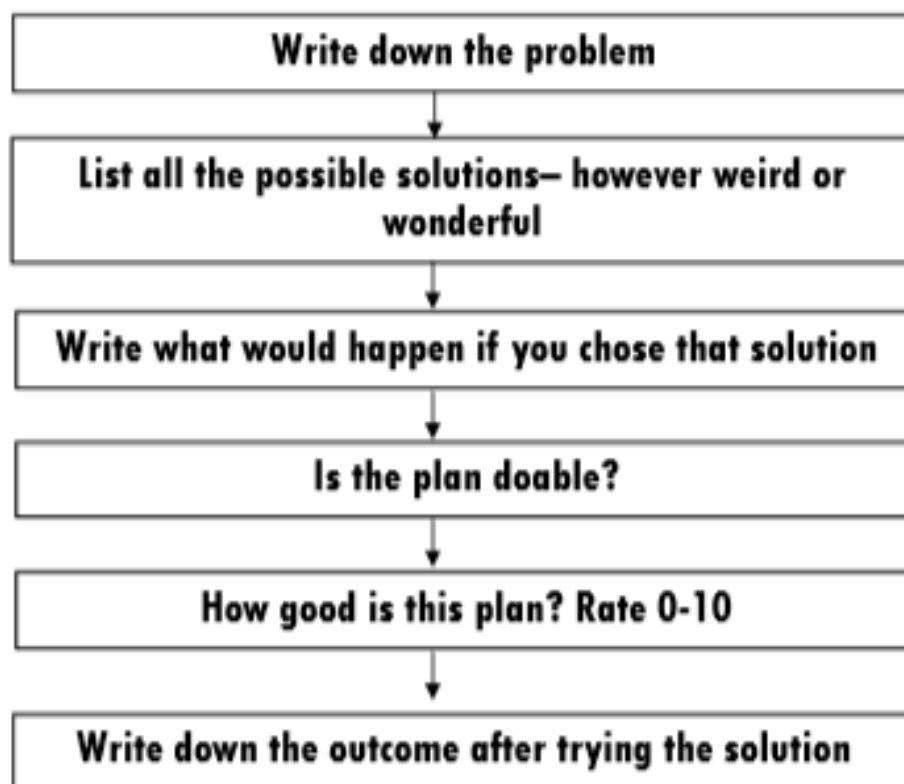 Write down the problem
List all the possible solutions– however weird or
wonderful
Write what would happen if you chose that solution
Is the plan doable?
How good is this plan? Rate 0-10
Write down the outcome after trying the solution